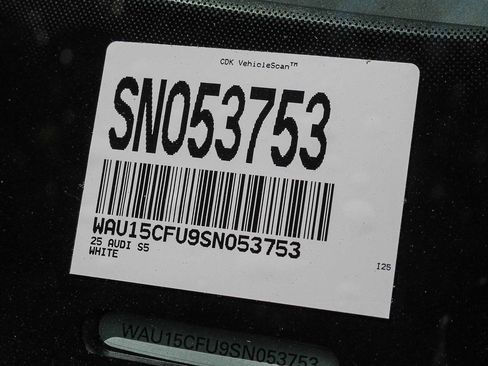 CDK VehicleScan™
SN053753
WAU15CFU9SN053753
25 AUDI S5
WHITE
I25
WAU15CFU9SN053753